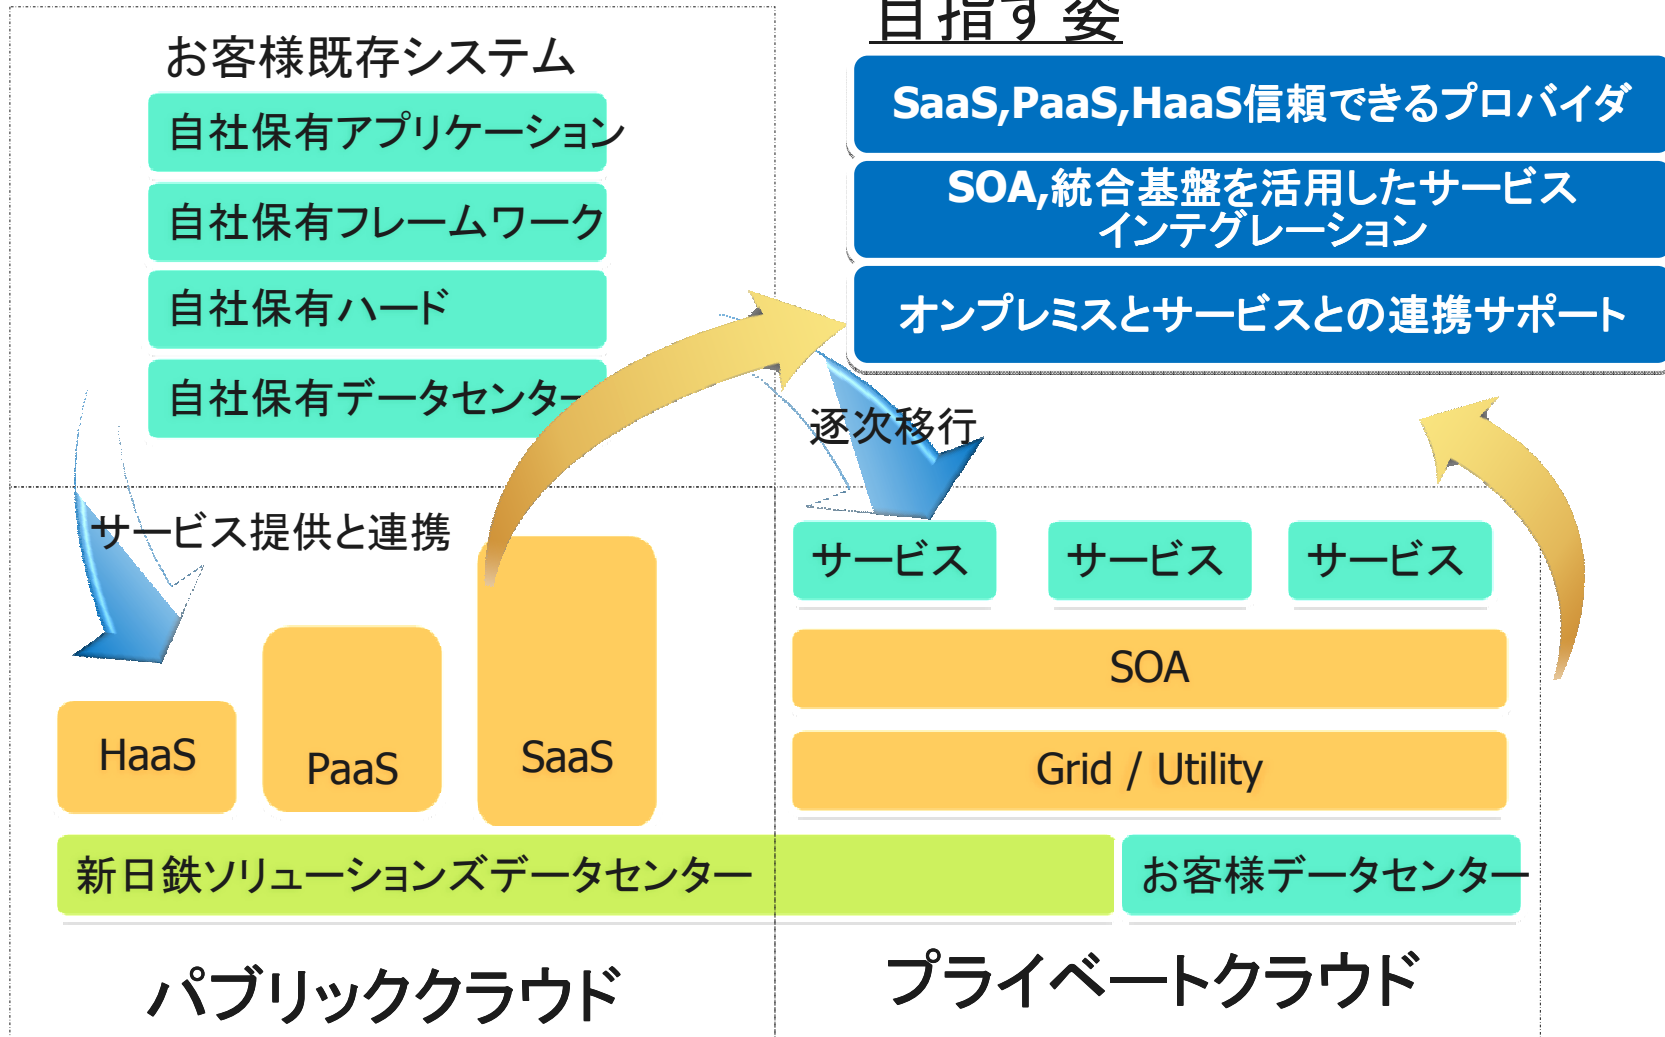 お客様既存システム
自社保有アプリケーション
自社保有フレームワーク
自社保有ハード
自社保有データセンター
目指す姿
SaaS,PaaS,HaaS信頼できるプロバイダ
SOA,統合基盤を活用したサービス
インテグレーション
オンプレミスとサービスとの連携サポート
逐次移行
サービス提供と連携
HaaS
PaaS
SaaS
サービス
サービス
サービス
SOA
Grid / Utility
新日鉄ソリューションズデータセンター
お客様データセンター
パブリッククラウド
プライベートクラウド